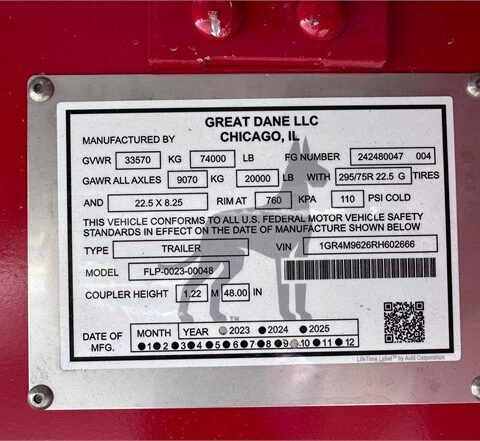 GREAT DANE LLC
MANUFACTURED BY CHICAGO, IL
GVWR 33570 KG 74000 LB FG NUMBER 242480047 004
GAWR ALL AXLES 9070 KG 20000 LB WITH 295/75R 22.5 G TIRES
AND 22.5 X 8.25 RIM AT 760 KPA 110 PSI COLD
THIS VEHICLE CONFORMS TO ALL U.S. FEDERAL MOTOR VEHICLE SAFETY
STANDARDS IN EFFECT ON THE DATE OF MANUFACTURE SHOWN BELOW
TYPE TRAILER VIN 1GR4M9626RH602666
MODEL FLP-0023-00048
COUPLER HEIGHT 1.22 M 48.00 IN
TM
DATE OF MFG. MONTH YEAR 2023 ●2024 ●2025
●1●2●3●4●5●6●7●8●9 10 ●11●12
LifeTime Label™ by Auld Corporation